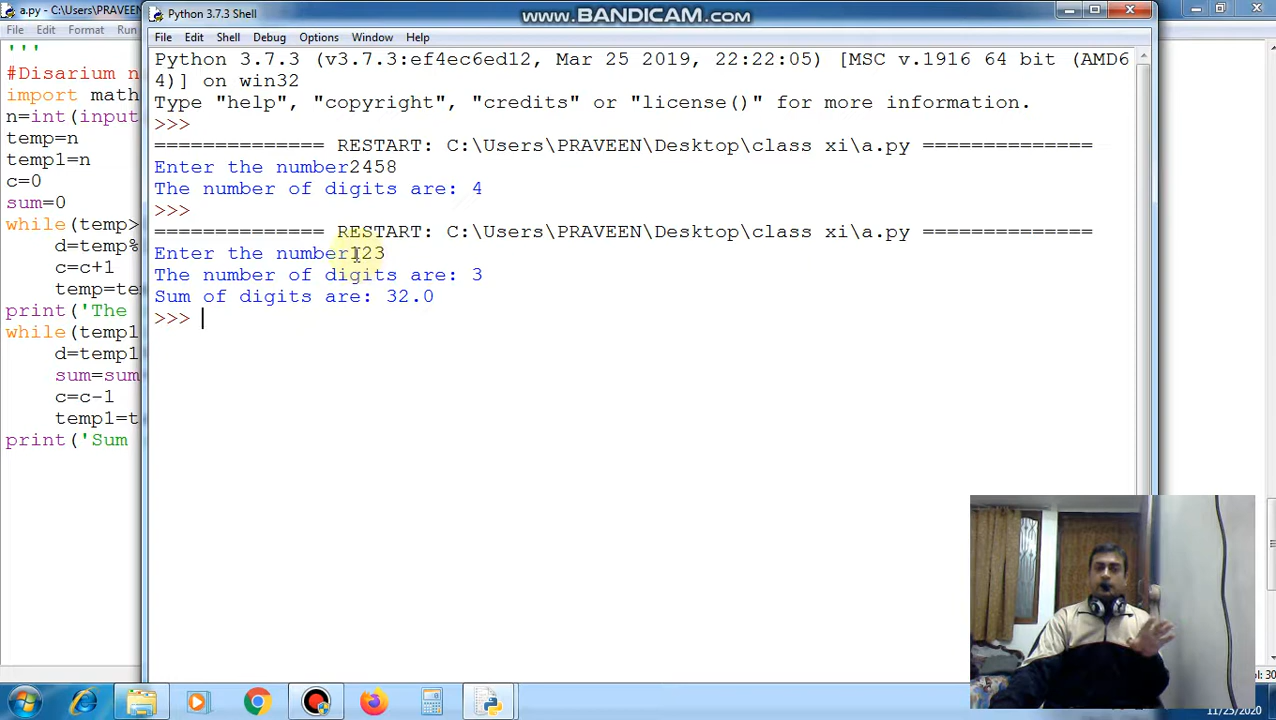 a.py - C:\Users\PRAVEEN
Python 3.7.3 Shell
www.BANDICAM.com
File Edit Format Run
File Edit Shell Debug Options Window Help
'''
#Disarium n
import math
n=int(input
temp=n
temp1=n
c=0
sum=0
while(temp>
d=temp%
c=c+1
temp=te
print('The
while(temp1
d=temp1
sum=sum
c=c-1
temp1=t
print('Sum
Python 3.7.3 (v3.7.3:ef4ec6ed12, Mar 25 2019, 22:22:05) [MSC v.1916 64 bit (AMD6
4)] on win32
Type "help", "copyright", "credits" or "license()" for more information.
>>>
============== RESTART: C:\Users\PRAVEEN\Desktop\class xi\a.py ==============
Enter the number2458
The number of digits are: 4
>>>
============== RESTART: C:\Users\PRAVEEN\Desktop\class xi\a.py ==============
Enter the number123
The number of digits are: 3
Sum of digits are: 32.0
>>>
ol: 30
11/25/2020